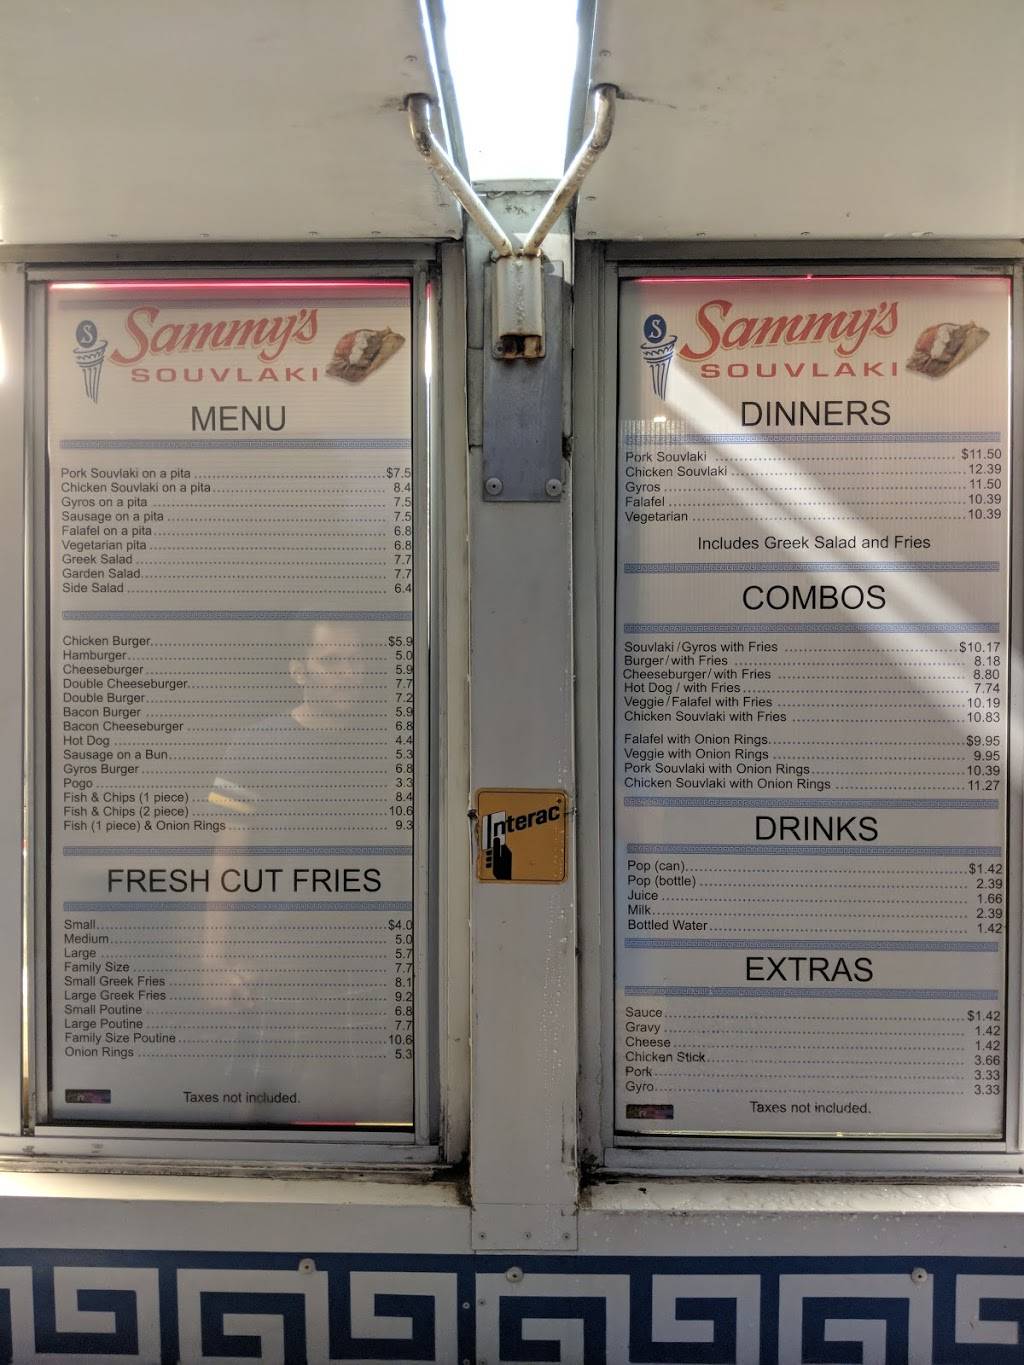 S
Sammy's
SOUVLAKI
MENU
Pork Souvlaki on a pita $7.5
Chicken Souvlaki on a pita 8.4
Gyros on a pita 7.5
Sausage on a pita 7.5
Falafel on a pita 6.8
Vegetarian pita 6.8
Greek Salad 7.7
Garden Salad 7.7
Side Salad 6.4
Chicken Burger $5.9
Hamburger 5.0
Cheeseburger 5.9
Double Cheeseburger 7.7
Double Burger 7.2
Bacon Burger 5.9
Bacon Cheeseburger 6.8
Hot Dog 4.4
Sausage on a Bun 5.3
Gyros Burger 6.8
Pogo 3.3
Fish & Chips (1 piece) 8.4
Fish & Chips (2 piece) 10.6
Fish (1 piece) & Onion Rings 9.3
FRESH CUT FRIES
Small $4.0
Medium 5.0
Large 5.7
Family Size 7.7
Small Greek Fries 8.1
Large Greek Fries 9.2
Small Poutine 6.8
Large Poutine 7.7
Family Size Poutine 10.6
Onion Rings 5.3
Taxes not included.
Interac
S
Sammy's
SOUVLAKI
DINNERS
Pork Souvlaki $11.50
Chicken Souvlaki 12.39
Gyros 11.50
Falafel 10.39
Vegetarian 10.39
Includes Greek Salad and Fries
COMBOS
Souvlaki/Gyros with Fries $10.17
Burger/with Fries 8.18
Cheeseburger/with Fries 8.80
Hot Dog / with Fries 7.74
Veggie/Falafel with Fries 10.19
Chicken Souvlaki with Fries 10.83
Falafel with Onion Rings $9.95
Veggie with Onion Rings 9.95
Pork Souvlaki with Onion Rings 10.39
Chicken Souvlaki with Onion Rings 11.27
DRINKS
Pop (can) $1.42
Pop (bottle) 2.39
Juice 1.66
Milk 2.39
Bottled Water 1.42
EXTRAS
Sauce $1.42
Gravy 1.42
Cheese 1.42
Chicken Stick 3.66
Pork 3.33
Gyro 3.33
Taxes not included.